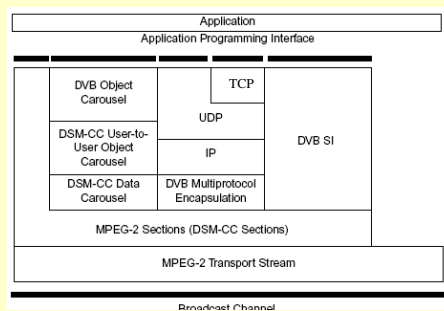 Application
Application Programming Interface
DVB Object
Carousel
TCP
UDP
DSM-CC User-to-
User Object
Carousel
IP
DVB SI
DSM-CC Data
Carousel
DVB Multiprotocol
Encapsulation
MPEG-2 Sections (DSM-CC Sections)
MPEG-2 Transport Stream
Broadcast Channel